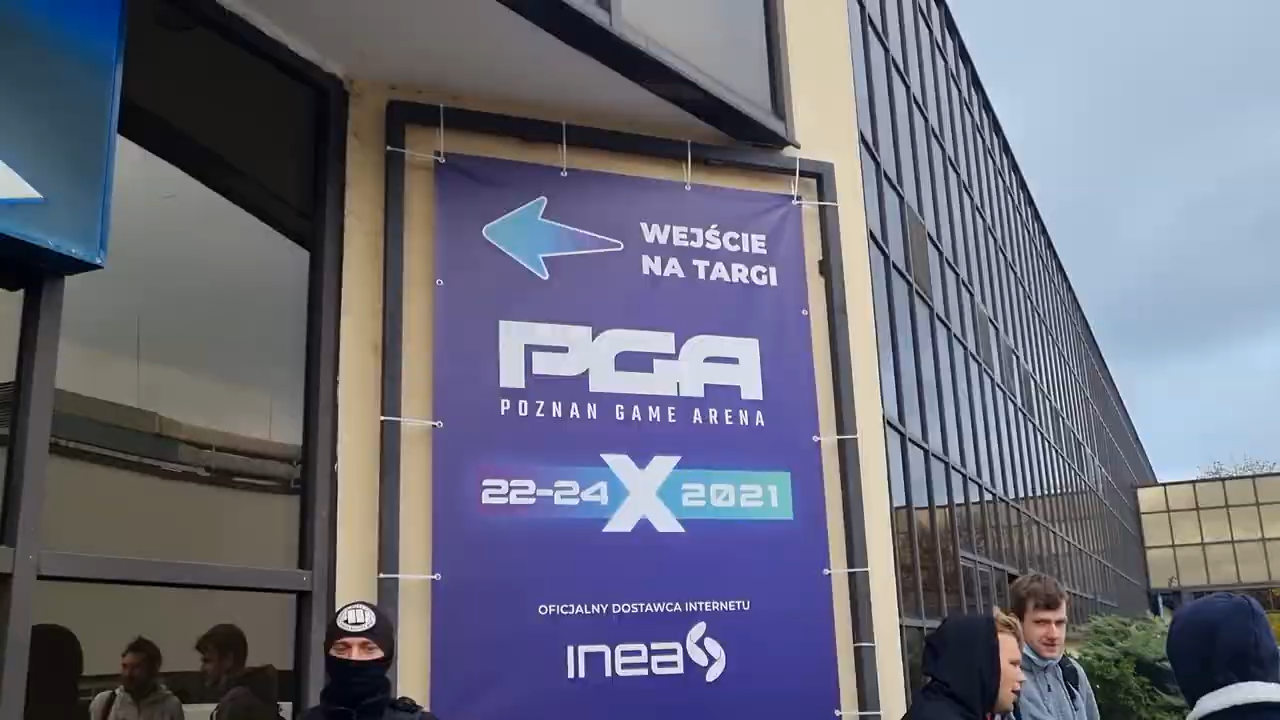 WEJŚCIE
NA TARGI
PGA
POZNAN GAME ARENA
22-24 X 2021
OFICJALNY DOSTAWCA INTERNETU
inea